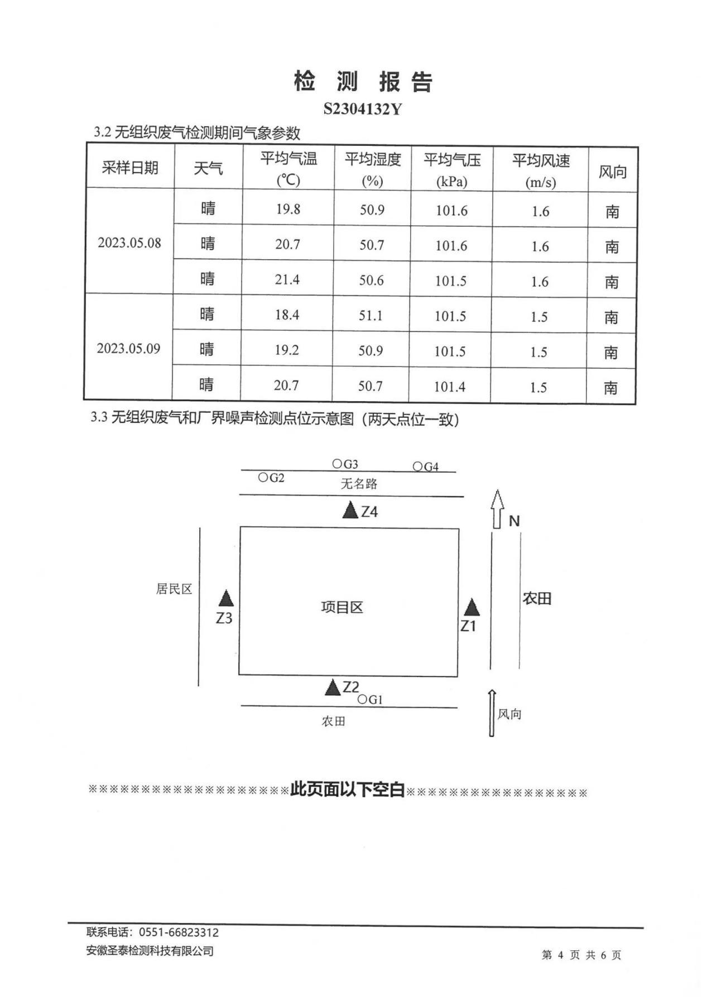 检 测 报 告
S2304132Y
3.2 无组织废气检测期间气象参数
采样日期 天气 平均气温 (℃) 平均湿度 (%) 平均气压 (kPa) 平均风速 (m/s) 风向
2023.05.08 晴 19.8 50.9 101.6 1.6 南
晴 20.7 50.7 101.6 1.6 南
晴 21.4 50.6 101.5 1.6 南
2023.05.09 晴 18.4 51.1 101.5 1.5 南
晴 19.2 50.9 101.5 1.5 南
晴 20.7 50.7 101.4 1.5 南
3.3 无组织废气和厂界噪声检测点位示意图（两天点位一致）
○G3
○G4
○G2
无名路
▲Z4
N
居民区
▲
Z3
项目区
▲
Z1
农田
▲Z2
○G1
农田
风向
※※※※※※※※※※※※※※※※※※※此页面以下空白※※※※※※※※※※※※※※※※※
联系电话：0551-66823312
安徽圣泰检测科技有限公司
第 4 页 共 6 页